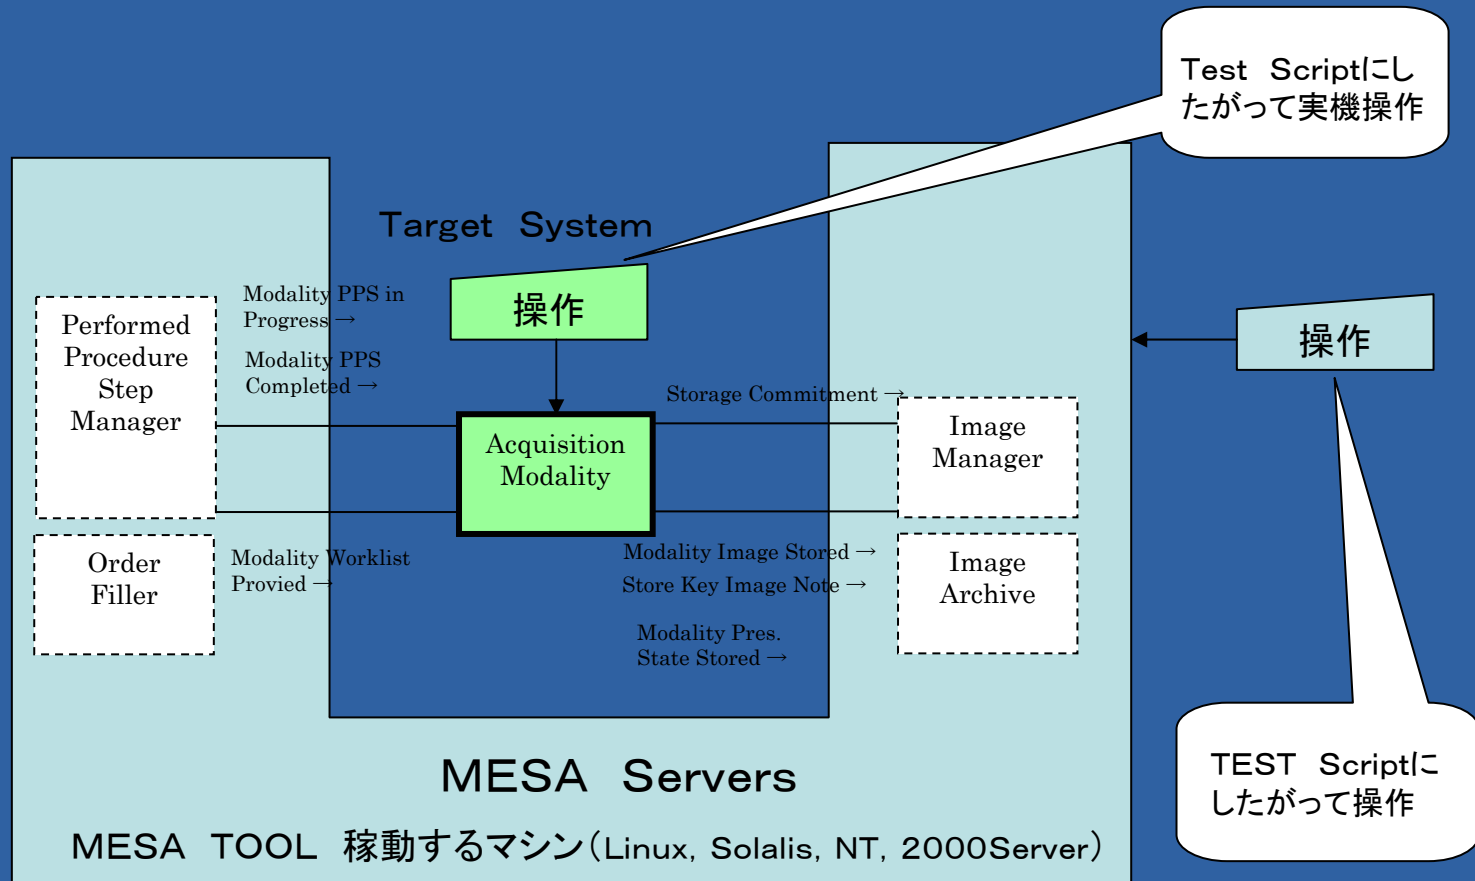 Test Scriptにし
たがって実機操作
Target System
操作
Modality PPS in
Progress →
Modality PPS
Completed →
Performed
Procedure
Step
Manager
操作
Storage Commitment →
Acquisition
Modality
Image
Manager
Order
Filler
Modality Worklist
Provied →
Modality Image Stored →
Store Key Image Note →
Modality Pres.
State Stored →
Image
Archive
MESA Servers
MESA TOOL 稼動するマシン(Linux, Solalis, NT, 2000Server)
TEST Scriptに
したがって操作